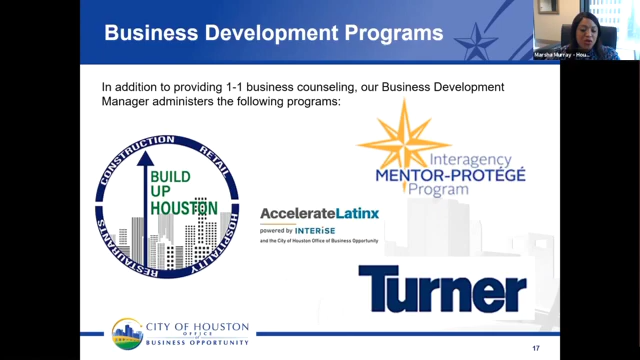 Business Development Programs
Marsha Murray - Hou...
In addition to providing 1-1 business counseling, our Business Development
Manager administers the following programs:
CONSTRUCTION
RETAIL
HOSPITALITY
RESTAURANTS
BUILD
UP
HOUSTON
Interagency
MENTOR-PROTÉGÉ
Program
AccelerateLatinx
powered by INTERISE
and the City of Houston Office of Business Opportunity
Turner
CITY OF HOUSTON
OFFICE OF
BUSINESS OPPORTUNITY
17